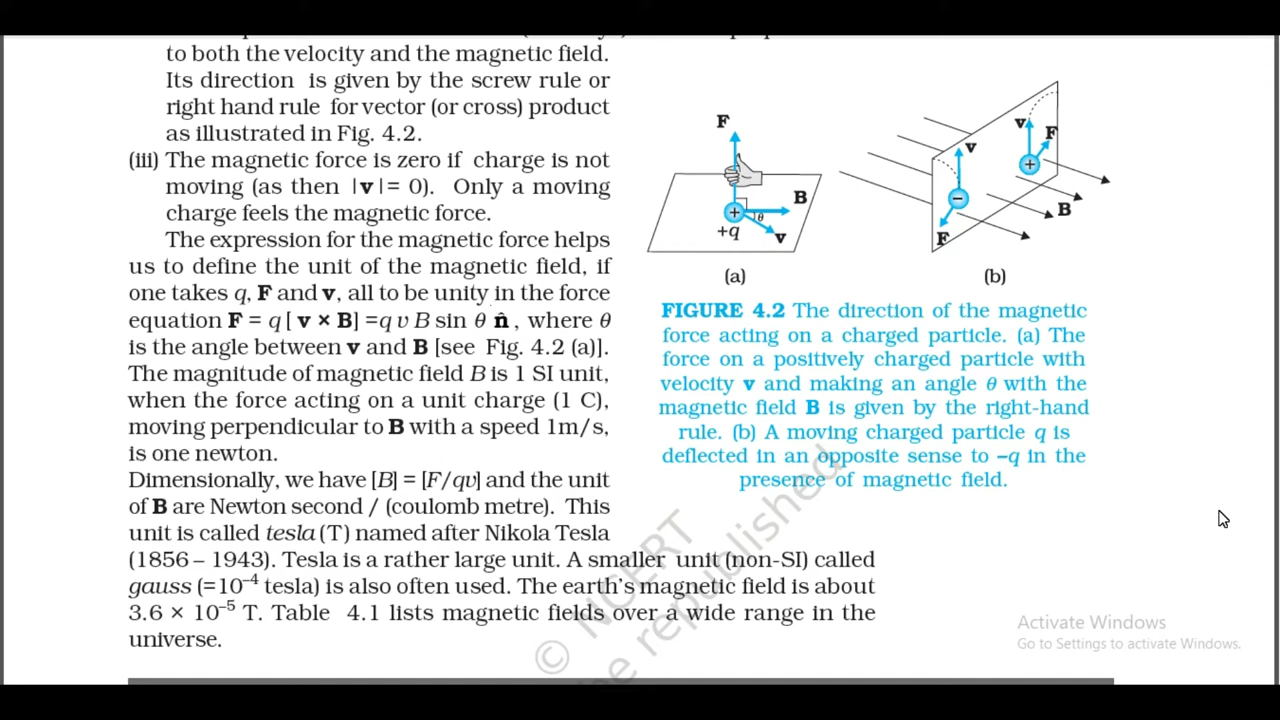 to both the velocity and the magnetic field.
Its direction is given by the screw rule or
right hand rule for vector (or cross) product
as illustrated in Fig. 4.2.
(iii) The magnetic force is zero if charge is not
moving (as then |v|= 0). Only a moving
charge feels the magnetic force.
The expression for the magnetic force helps
us to define the unit of the magnetic field, if
one takes q, F and v, all to be unity in the force
equation F = q [ v × B] =q v B sin θ n̂ , where θ
is the angle between v and B [see Fig. 4.2 (a)].
The magnitude of magnetic field B is 1 SI unit,
when the force acting on a unit charge (1 C),
moving perpendicular to B with a speed 1m/s,
is one newton.
Dimensionally, we have [B] = [F/qv] and the unit
of B are Newton second / (coulomb metre). This
unit is called tesla (T) named after Nikola Tesla
(1856 – 1943). Tesla is a rather large unit. A smaller unit (non-SI) called
gauss (=10⁻⁴ tesla) is also often used. The earth's magnetic field is about
3.6 × 10⁻⁵ T. Table 4.1 lists magnetic fields over a wide range in the
universe.
F
B
θ
+
+q
v
(a)
v
F
+
v
−
F
B
(b)
FIGURE 4.2 The direction of the magnetic
force acting on a charged particle. (a) The
force on a positively charged particle with
velocity v and making an angle θ with the
magnetic field B is given by the right-hand
rule. (b) A moving charged particle q is
deflected in an opposite sense to –q in the
presence of magnetic field.
© NCERT
be republished
Activate Windows
Go to Settings to activate Windows.